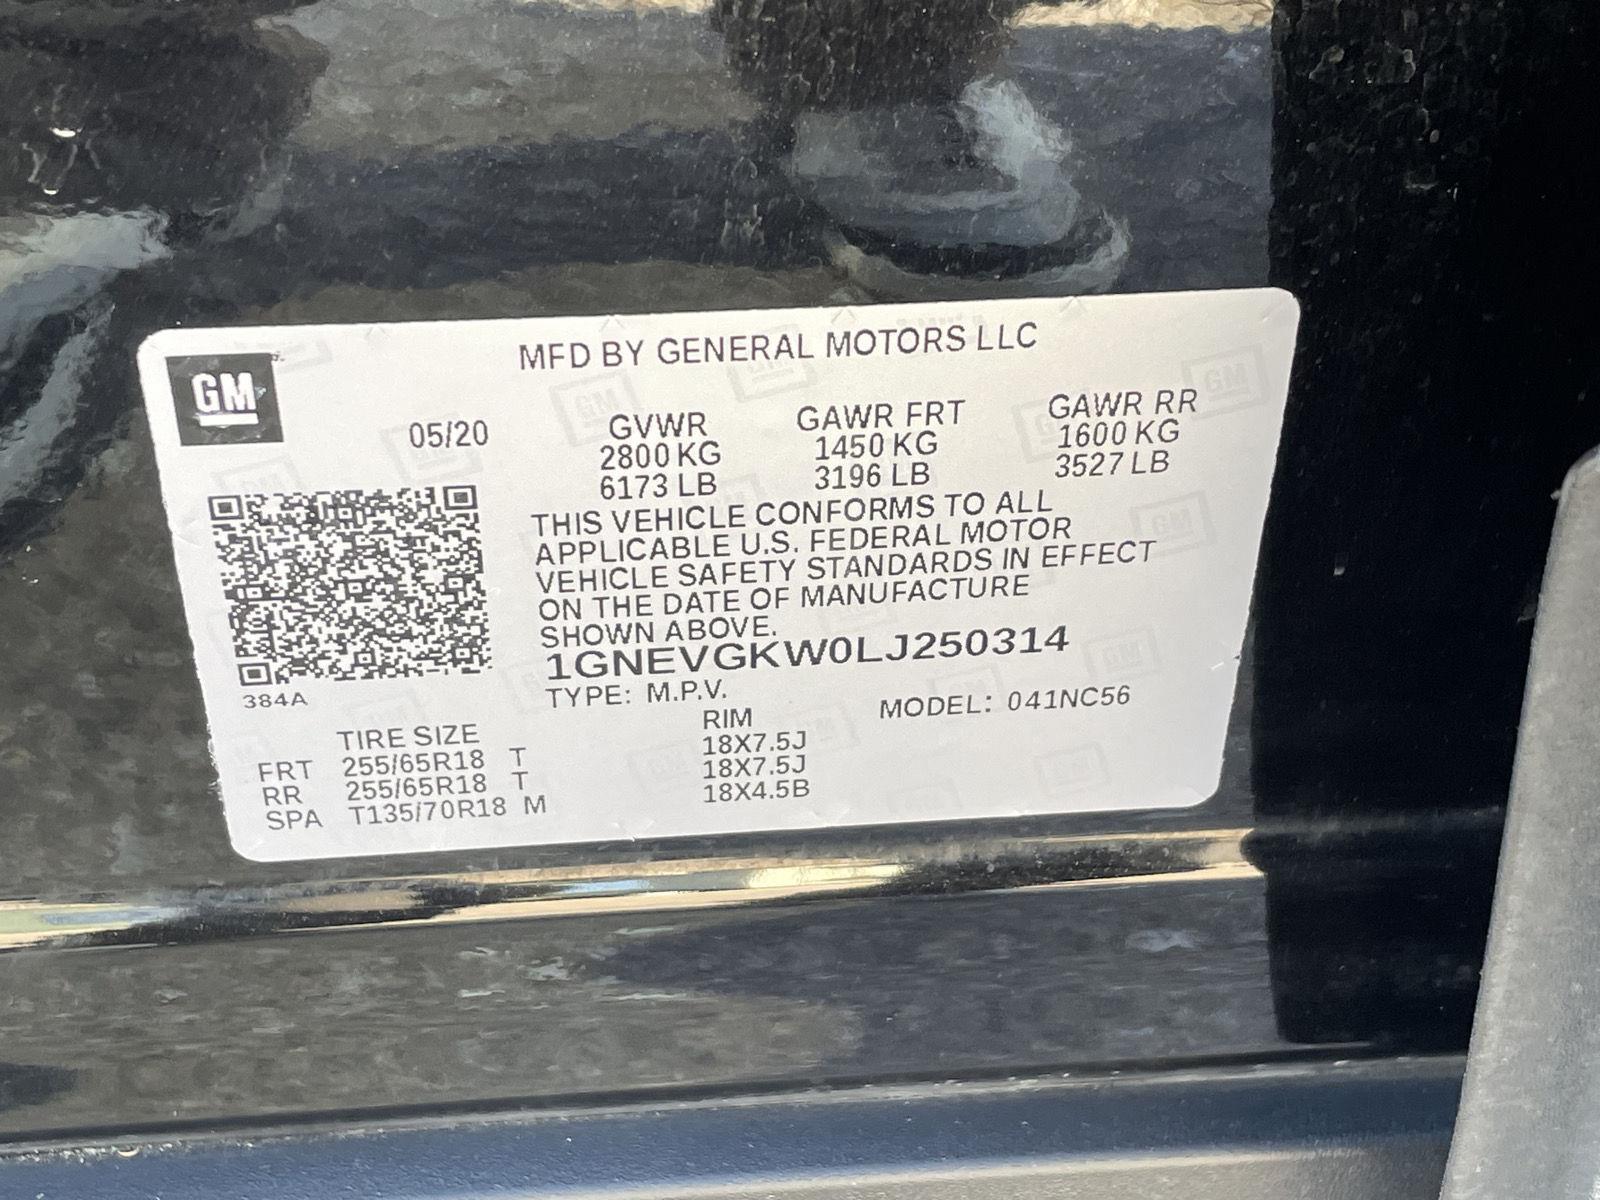 GM
MFD BY GENERAL MOTORS LLC
05/20
GVWR GAWR FRT GAWR RR
2800 KG 1450 KG 1600 KG
6173 LB 3196 LB 3527 LB
THIS VEHICLE CONFORMS TO ALL
APPLICABLE U.S. FEDERAL MOTOR
VEHICLE SAFETY STANDARDS IN EFFECT
ON THE DATE OF MANUFACTURE
SHOWN ABOVE.
1GNEVGKW0LJ250314
384A
TYPE: M.P.V. MODEL: 041NC56
TIRE SIZE RIM
FRT 255/65R18 T 18X7.5J
RR 255/65R18 T 18X7.5J
SPA T135/70R18 M 18X4.5B